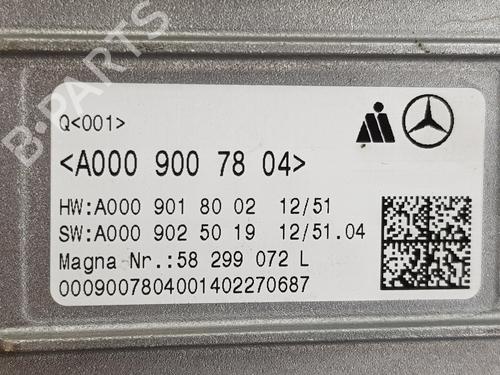 Q<001>
<A000 900 78 04>
HW:A000 901 80 02 12/51
SW:A000 902 50 19 12/51.04
Magna Nr.:58 299 072 L
0009007804001402270687
B-PARTS